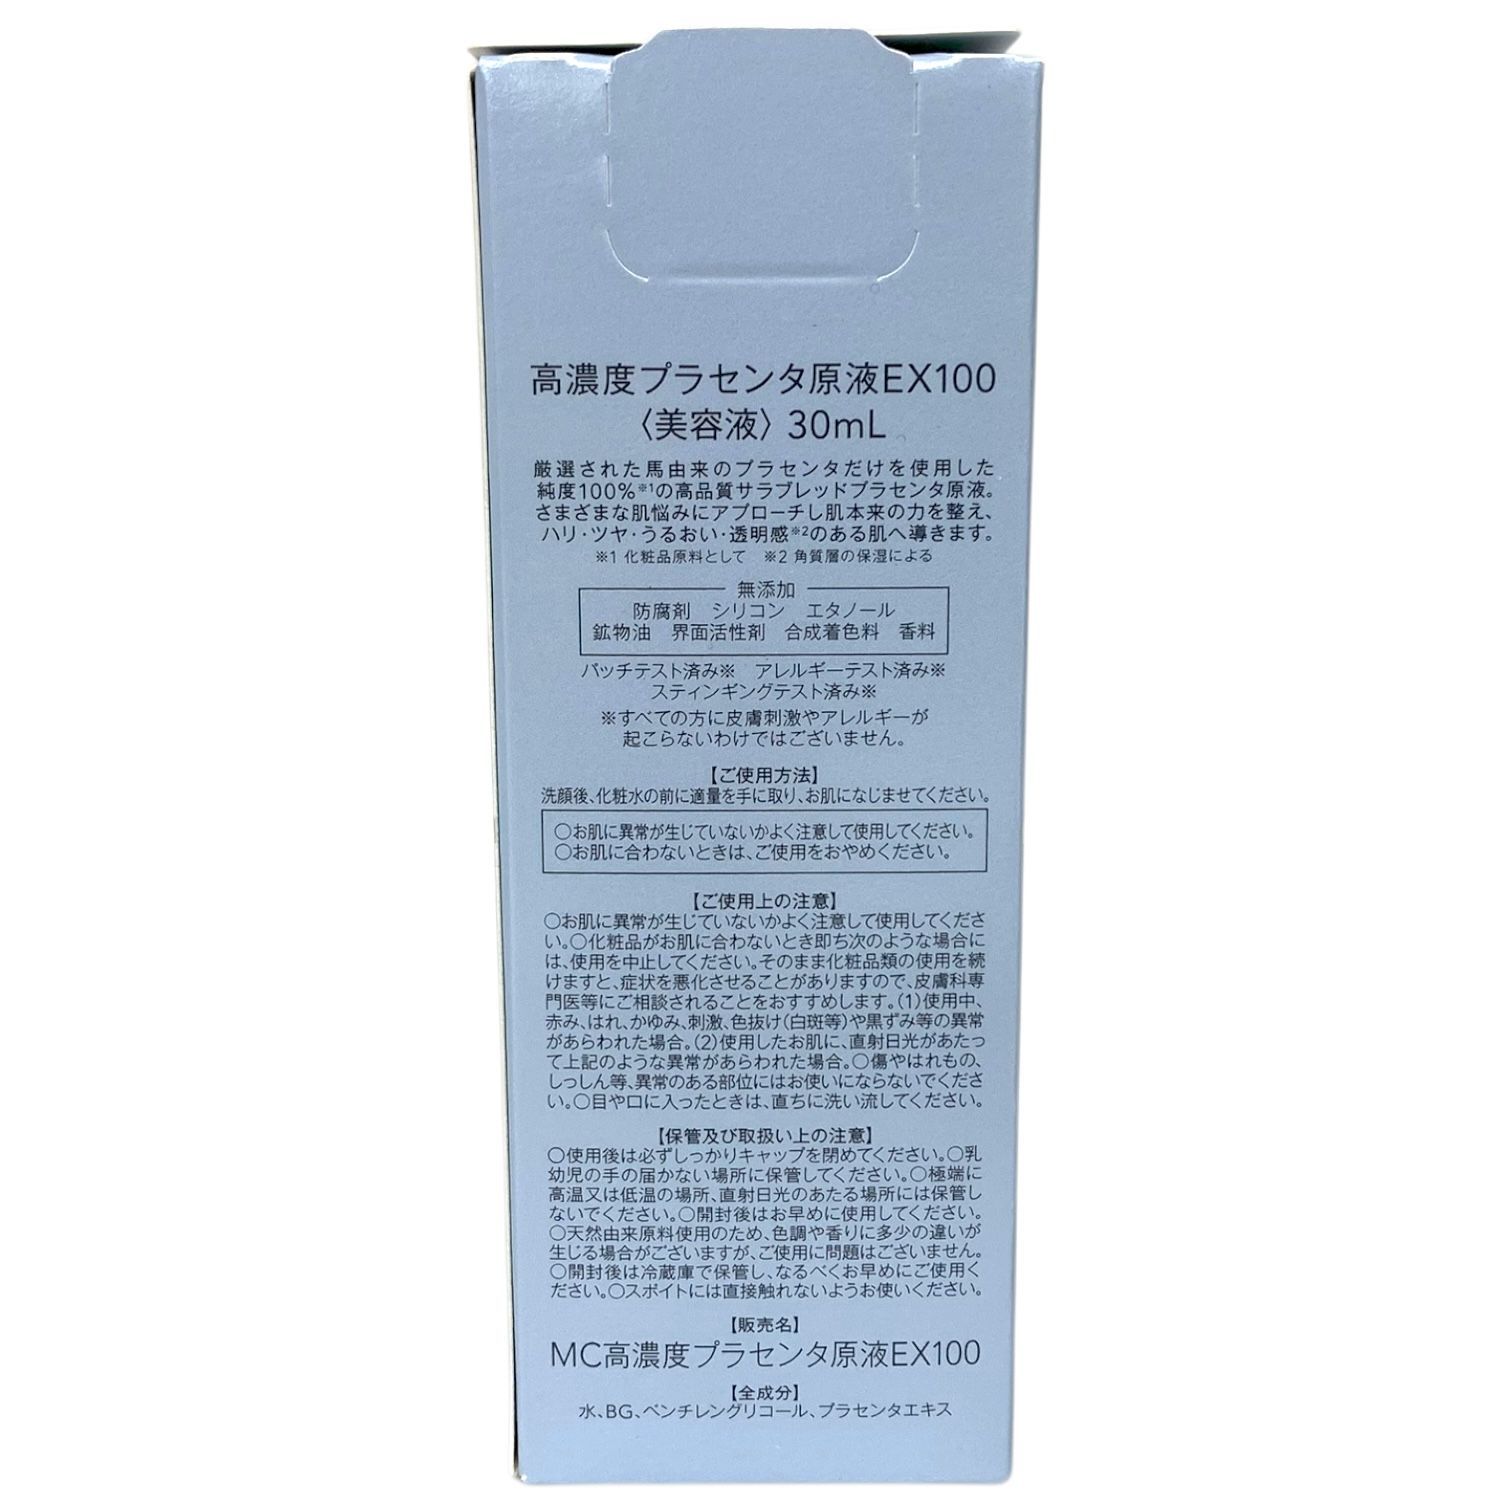 高濃度プラセンタ原液EX100
〈美容液〉30mL
厳選された馬由来のプラセンタだけを使用した
純度100%※1の高品質サラブレッドプラセンタ原液。
さまざまな肌悩みにアプローチし肌本来の力を整え、
ハリ・ツヤ・うるおい・透明感※2のある肌へ導きます。
※1 化粧品原料として ※2 角質層の保湿による
無添加
防腐剤 シリコン エタノール
鉱物油 界面活性剤 合成着色料 香料
パッチテスト済み※ アレルギーテスト済み※
スティンギングテスト済み※
※すべての方に皮膚刺激やアレルギーが
起こらないわけではございません。
【ご使用方法】
洗顔後、化粧水の前に適量を手に取り、お肌になじませてください。
○お肌に異常が生じていないかよく注意して使用してください。
○お肌に合わないときは、ご使用をおやめください。
【ご使用上の注意】
○お肌に異常が生じていないかよく注意して使用してくださ
い。○化粧品がお肌に合わないとき即ち次のような場合に
は、使用を中止してください。そのまま化粧品類の使用を続
けますと、症状を悪化させることがありますので、皮膚科専
門医等にご相談されることをおすすめします。(1)使用中、
赤み、はれ、かゆみ、刺激、色抜け(白斑等)や黒ずみ等の異常
があらわれた場合。(2)使用したお肌に、直射日光があたっ
て上記のような異常があらわれた場合。○傷やはれもの、
しっしん等、異常のある部位にはお使いにならないでくださ
い。○目や口に入ったときは、直ちに洗い流してください。
【保管及び取扱い上の注意】
○使用後は必ずしっかりキャップを閉めてください。○乳
幼児の手の届かない場所に保管してください。○極端に
高温又は低温の場所、直射日光のあたる場所には保管し
ないでください。○開封後はお早めに使用してください。
○天然由来原料使用のため、色調や香りに多少の違いが
生じる場合がございますが、ご使用に問題はございません。
○開封後は冷蔵庫で保管し、なるべくお早めにご使用く
ださい。○スポイトには直接触れないようお使いください。
【販売名】
MC高濃度プラセンタ原液EX100
【全成分】
水、BG、ペンチレングリコール、プラセンタエキス